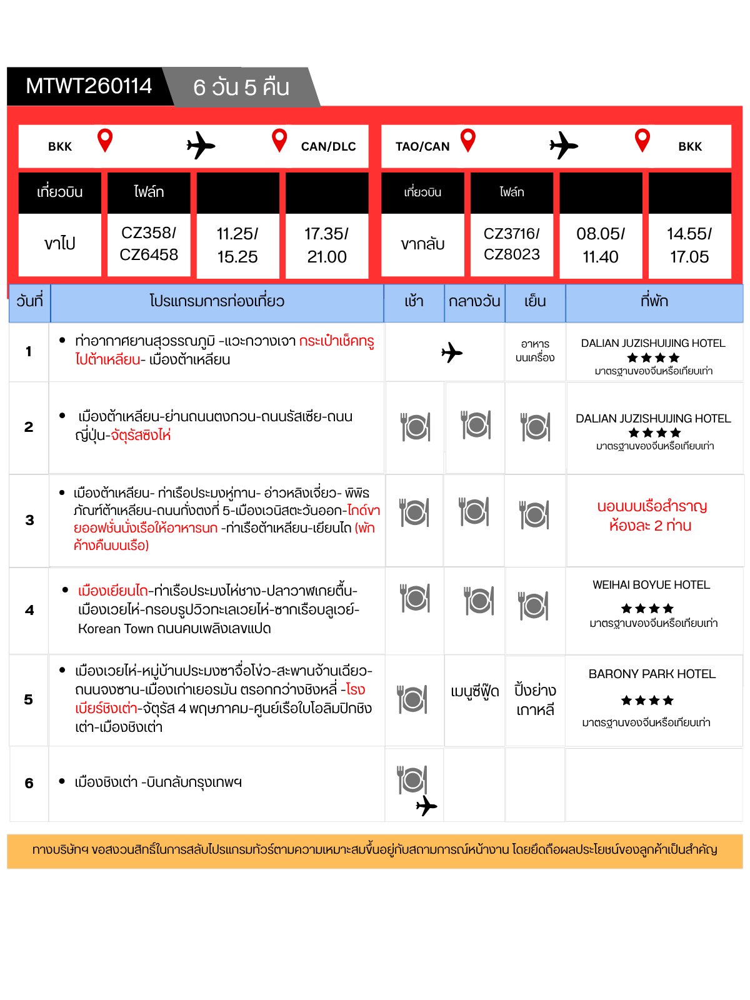 MTWT260114
6 วัน 5 คืน
BKK
CAN/DLC
TAO/CAN
BKK
เที่ยวบิน
ไฟล์ท
เที่ยวบิน
ไฟล์ท
ขาไป
CZ358/
CZ6458
11.25/
15.25
17.35/
21.00
ขากลับ
CZ3716/
CZ8023
08.05/
11.40
14.55/
17.05
วันที่
โปรแกรมการท่องเที่ยว
เช้า
กลางวัน
เย็น
ที่พัก
1
• ท่าอากาศยานสุวรรณภูมิ -แวะกวางเจา กระเป๋าเช็คทรู
ไปต้าเหลียน- เมืองต้าเหลียน
อาหาร
บนเครื่อง
DALIAN JUZISHUIJING HOTEL
★★★★
มาตรฐานของจีนหรือเทียบเท่า
2
• เมืองต้าเหลียน-ย่านถนนตงกวน-ถนนรัสเซีย-ถนน
ญี่ปุ่น-จัตุรัสซิงไห่
DALIAN JUZISHUIJING HOTEL
★★★★
มาตรฐานของจีนหรือเทียบเท่า
3
• เมืองต้าเหลียน- ท่าเรือประมงหู่ทาน- อ่าวหลิงเจี่ยว- พิพิธ
ภัณฑ์ต้าเหลียน-ถนนกั่งตงที่ 5-เมืองเวนิสตะวันออก-ไกด์ขา
ยออฟชั่นนั่งเรือให้อาหารนก -ท่าเรือต้าเหลียน-เยียนไถ (พัก
ค้างคืนบนเรือ)
นอนบบเรือสำราญ
ห้องละ 2 ท่าน
4
• เมืองเยียนไถ-ท่าเรือประมงไห่ชาง-ปลาวาฬเกยตื้น-
เมืองเวยไห่-กรอบรูปวิวทะเลเวยไห่-ซากเรือบลูเวย์-
Korean Town ถนนคบเพลิงเลขแปด
WEIHAI BOYUE HOTEL
★★★★
มาตรฐานของจีนหรือเทียบเท่า
5
• เมืองเวยไห่-หมู่บ้านประมงซาจื่อโข่ว-สะพานจ้านเฉียว-
ถนนจงซาน-เมืองเก่าเยอรมัน ตรอกกว่างชิงหลี่ -โรง
เบียร์ชิงเต่า-จัตุรัส 4 พฤษภาคม-ศูนย์เรือใบโอลิมปิกชิง
เต่า-เมืองชิงเต่า
เมนูซีฟู๊ด
ปิ้งย่าง
เกาหลี
BARONY PARK HOTEL
★★★★
มาตรฐานของจีนหรือเทียบเท่า
6
• เมืองชิงเต่า -บินกลับกรุงเทพฯ
ทางบริษัทฯ ขอสงวนสิทธิ์ในการสลับโปรแกรมทัวร์ตามความเหมาะสมขึ้นอยู่กับสถามการณ์หน้างาน โดยยึดถือผลประโยชน์ของลูกค้าเป็นสำคัญ